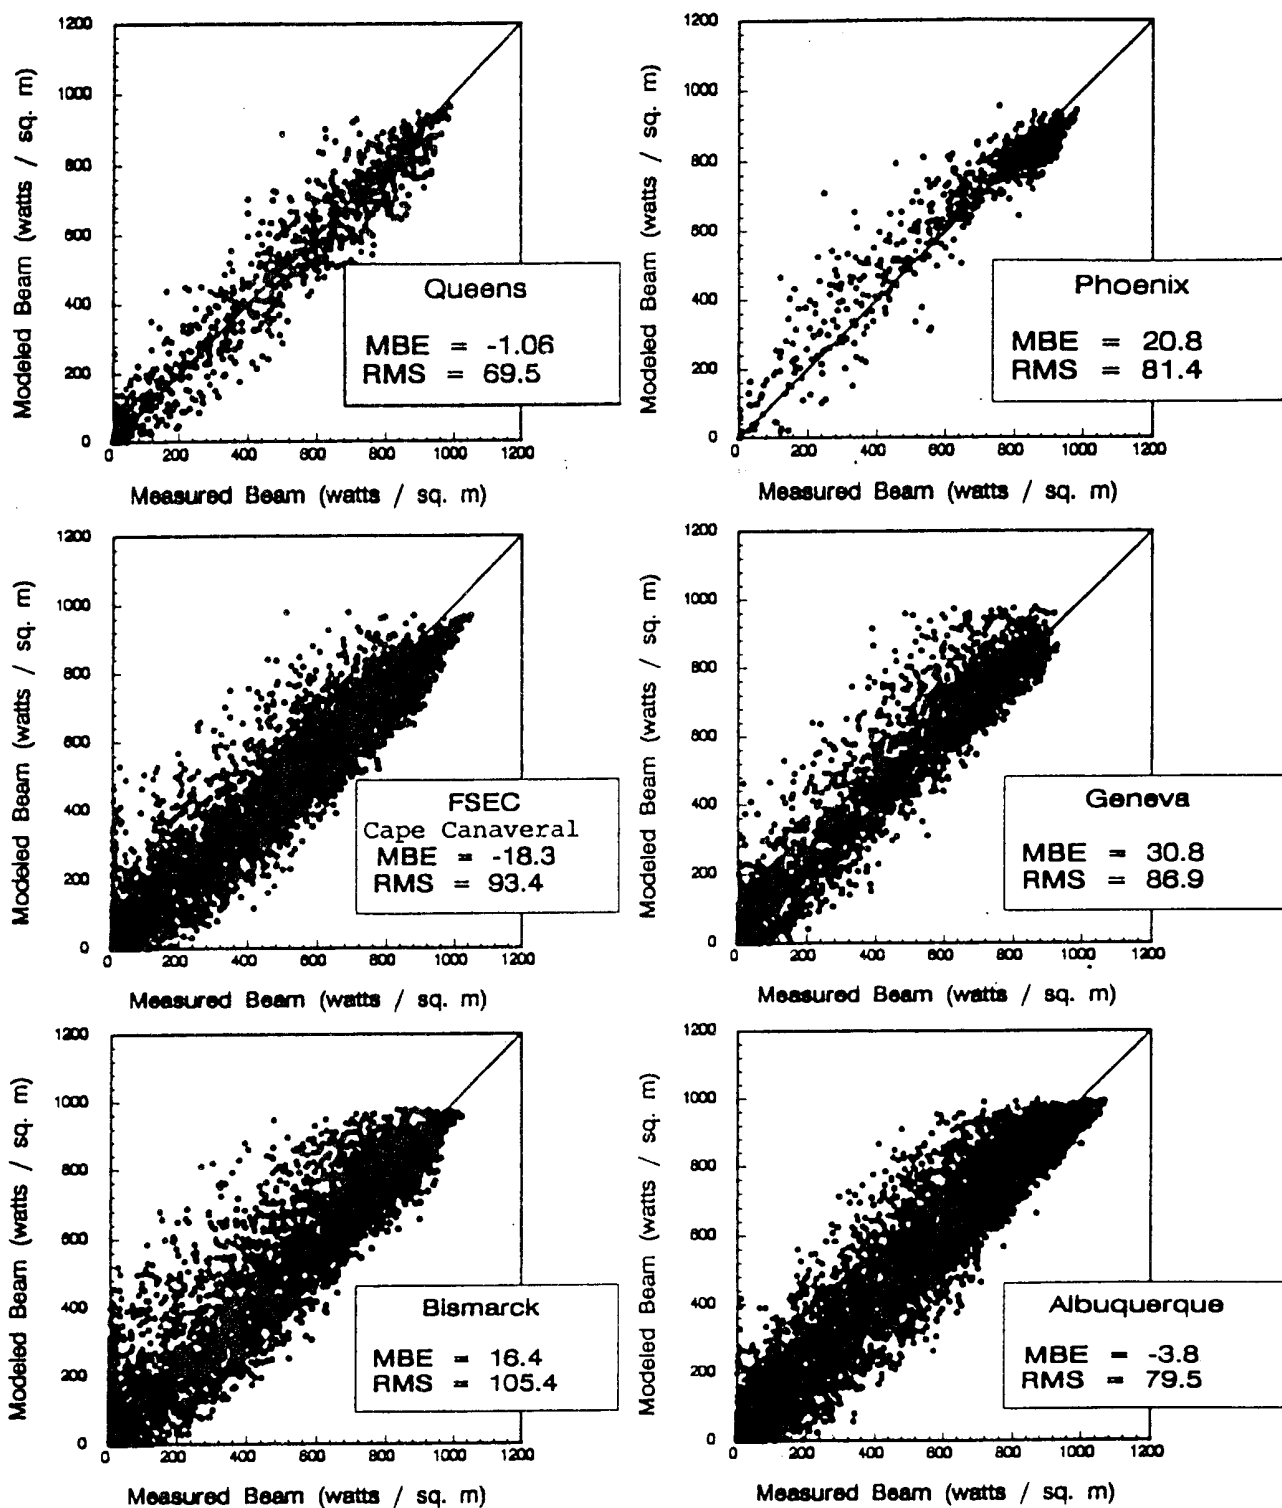 1200
1000
800
600
400
200
0
0 200 400 600 800 1000 1200
Modeled Beam (watts / sq. m)
Measured Beam (watts / sq. m)
Queens
MBE = -1.06
RMS = 69.5
1200
1000
800
600
400
200
0
0 200 400 600 800 1000 1200
Modeled Beam (watts / sq. m)
Measured Beam (watts / sq. m)
Phoenix
MBE = 20.8
RMS = 81.4
1200
1000
800
600
400
200
0
0 200 400 600 800 1000 1200
Modeled Beam (watts / sq. m)
Measured Beam (watts / sq. m)
FSEC
Cape Canaveral
MBE = -18.3
RMS = 93.4
1200
1000
800
600
400
200
0
0 200 400 600 800 1000 1200
Modeled Beam (watts / sq. m)
Measured Beam (watts / sq. m)
Geneva
MBE = 30.8
RMS = 86.9
1200
1000
800
600
400
200
0
0 200 400 600 800 1000 1200
Modeled Beam (watts / sq. m)
Measured Beam (watts / sq. m)
Bismarck
MBE = 16.4
RMS = 105.4
1200
1000
800
600
400
200
0
0 200 400 600 800 1000 1200
Modeled Beam (watts / sq. m)
Measured Beam (watts / sq. m)
Albuquerque
MBE = -3.8
RMS = 79.5